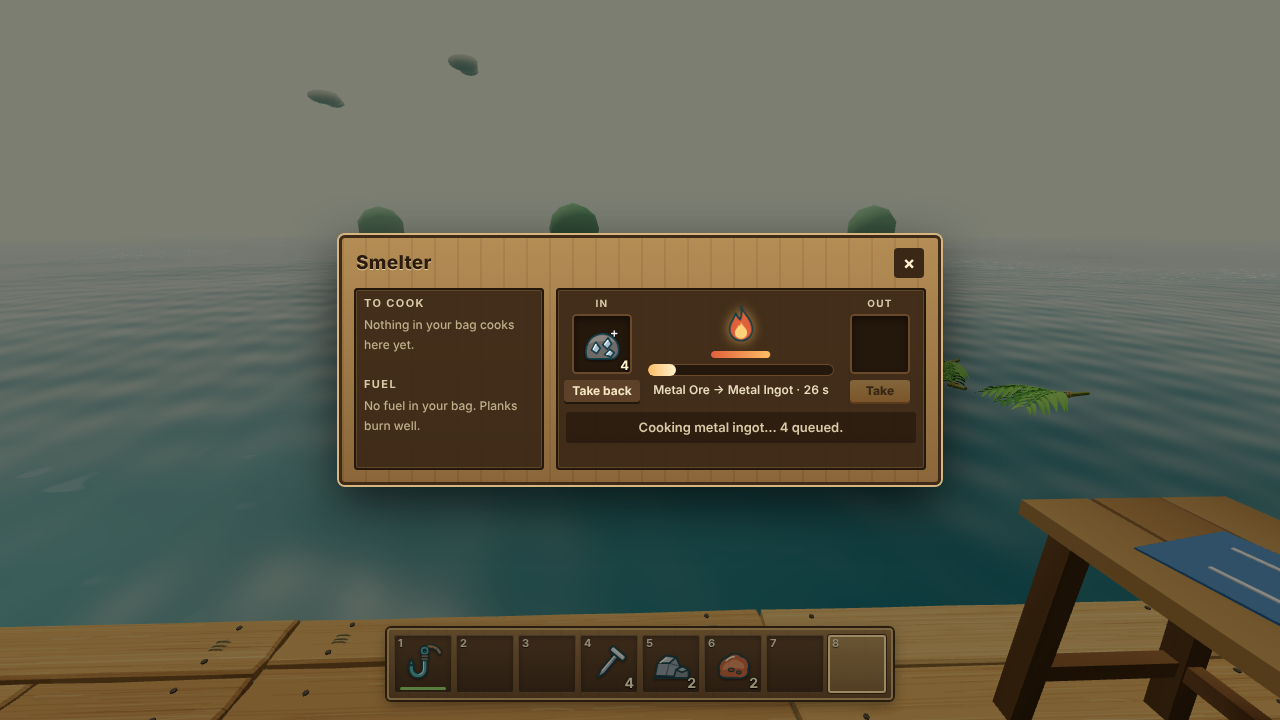 Smelter
×
TO COOK
Nothing in your bag cooks
here yet.
FUEL
No fuel in your bag. Planks
burn well.
IN
4
Take back
Metal Ore → Metal Ingot · 26 s
OUT
Take
Cooking metal ingot... 4 queued.
1
2
3
4
4
5
2
6
2
7
8